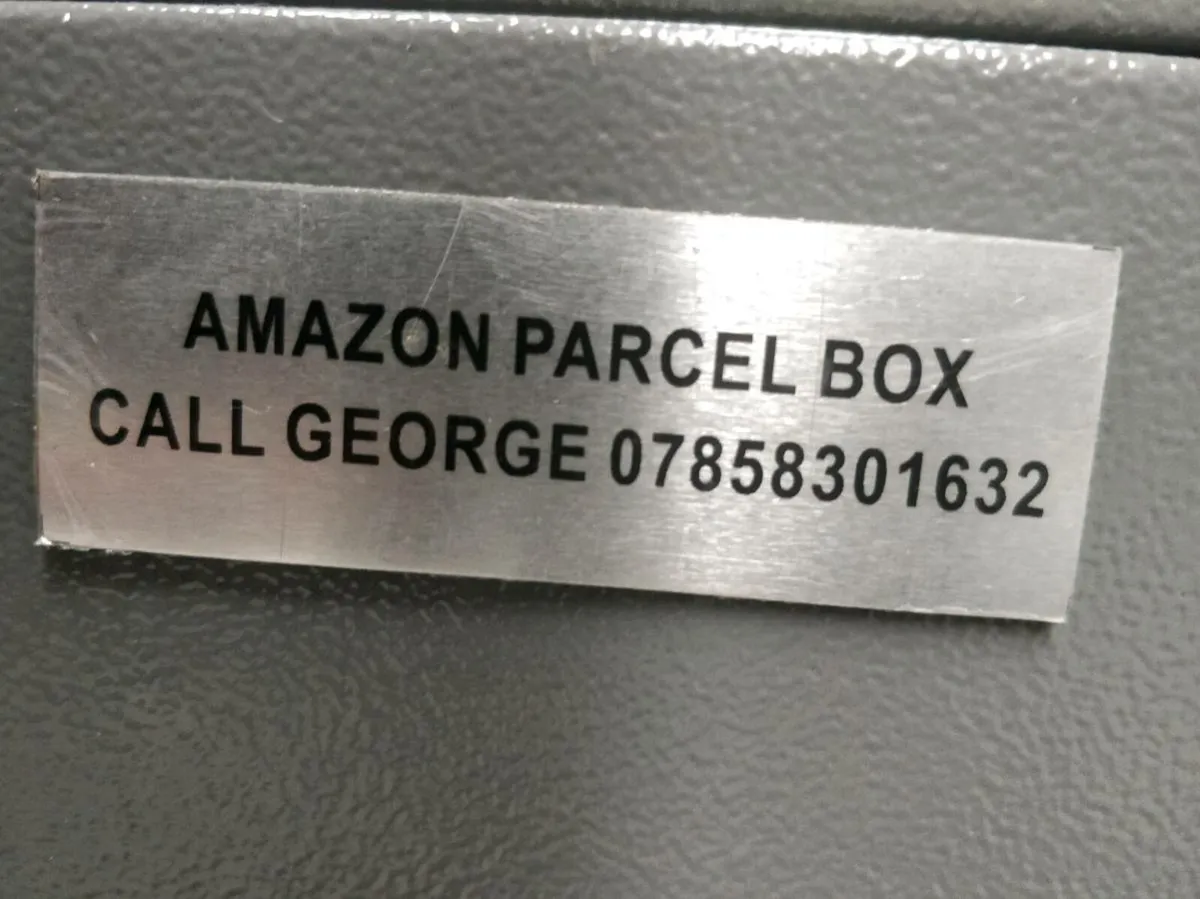 AMAZON PARCEL BOX
CALL GEORGE 07858301632